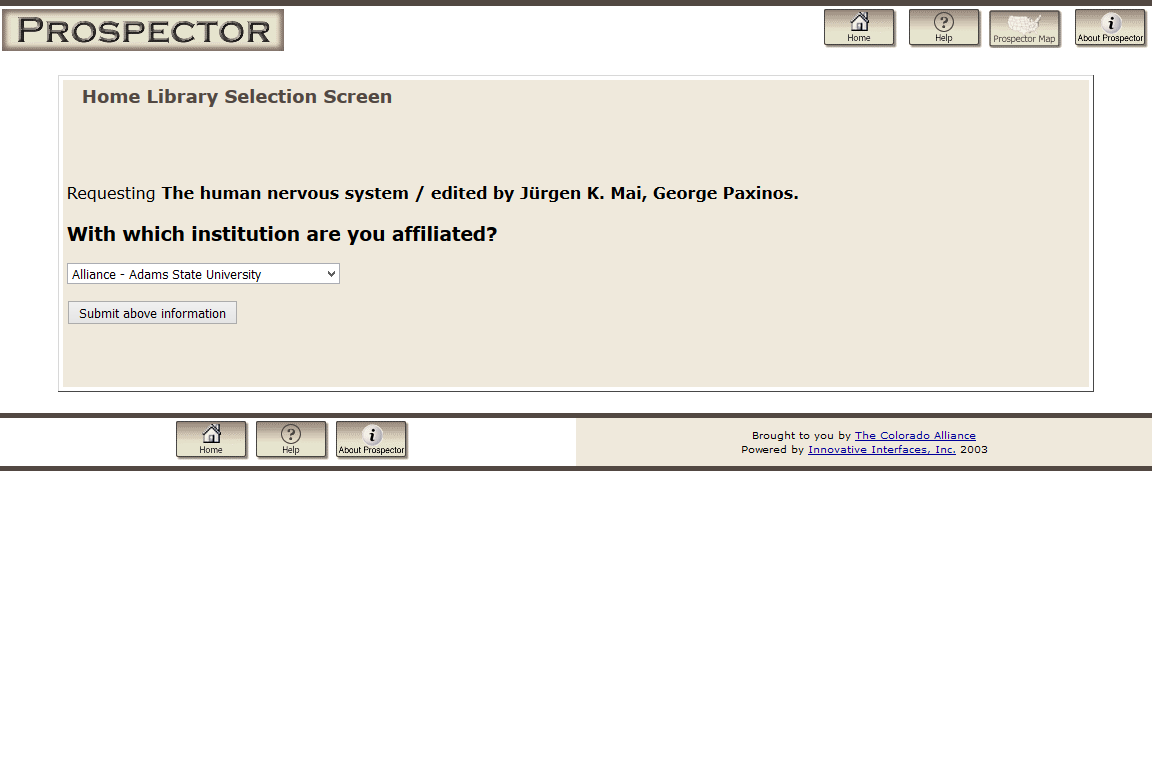 PROSPECTOR
Home
Help
Prospector Map
About Prospector
Home Library Selection Screen
Requesting The human nervous system / edited by Jürgen K. Mai, George Paxinos.
With which institution are you affiliated?
Alliance - Adams State University
Submit above information
Home
Help
About Prospector
Brought to you by The Colorado Alliance
Powered by Innovative Interfaces, Inc. 2003